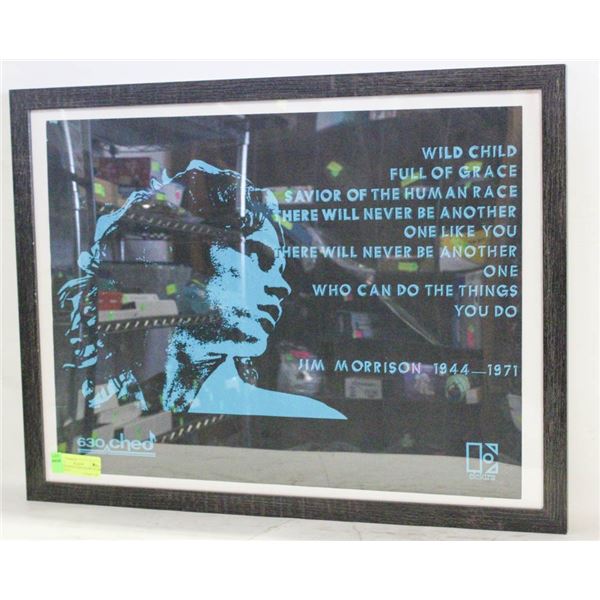 WILD CHILD
FULL OF GRACE
SAVIOR OF THE HUMAN RACE
THERE WILL NEVER BE ANOTHER
ONE LIKE YOU
THERE WILL NEVER BE ANOTHER
ONE
WHO CAN DO THE THINGS
YOU DO
JIM MORRISON 1944—1971
630 ched
elektra